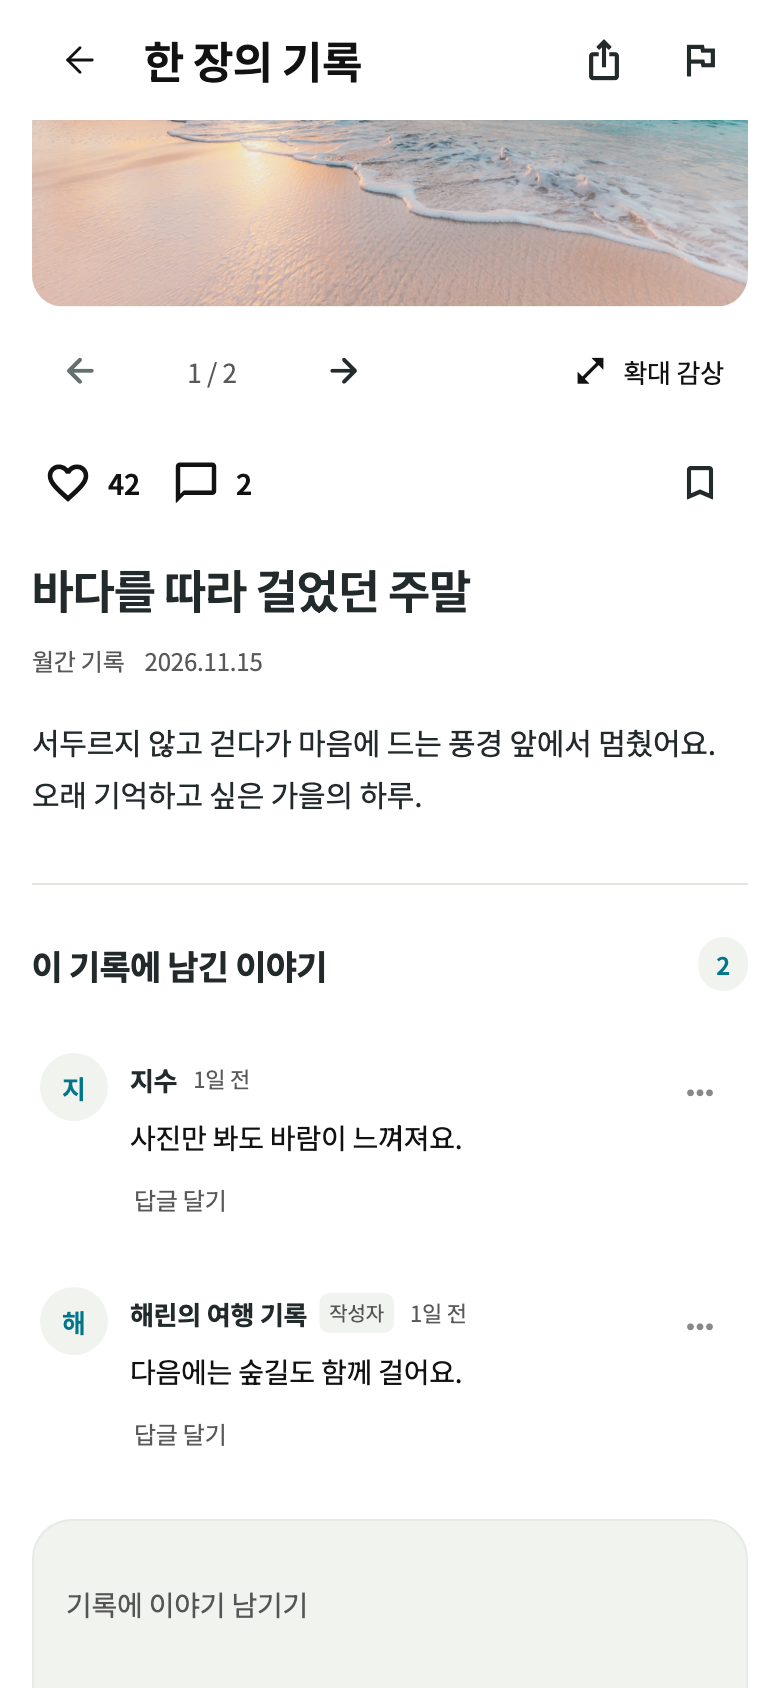 한 장의 기록
1 / 2
확대 감상
42
2
바다를 따라 걸었던 주말
월간 기록 2026.11.15
서두르지 않고 걷다가 마음에 드는 풍경 앞에서 멈췄어요.
오래 기억하고 싶은 가을의 하루.
이 기록에 남긴 이야기
2
지
지수 1일 전
사진만 봐도 바람이 느껴져요.
답글 달기
해
해린의 여행 기록 작성자 1일 전
다음에는 숲길도 함께 걸어요.
답글 달기
기록에 이야기 남기기